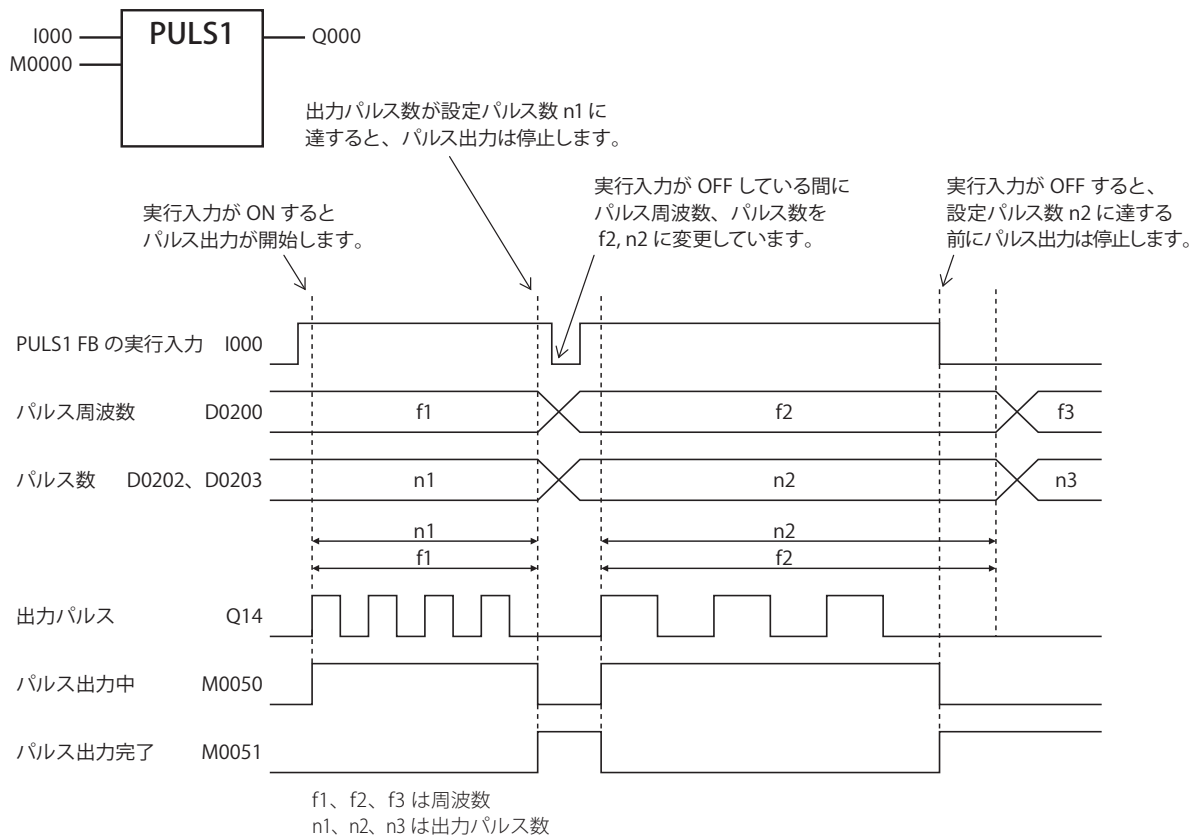 PULS1
I000
M0000
Q000
出力パルス数が設定パルス数 n1 に
達すると、パルス出力は停止します。
実行入力が ON すると
パルス出力が開始します。
実行入力が OFF している間に
パルス周波数、パルス数を
f2, n2 に変更しています。
実行入力が OFF すると、
設定パルス数 n2 に達する
前にパルス出力は停止します。
PULS1 FB の実行入力 I000
パルス周波数 D0200 f1 f2 f3
パルス数 D0202、D0203 n1 n2 n3
n1 n2
f1 f2
出力パルス Q14
パルス出力中 M0050
パルス出力完了 M0051
f1、f2、f3 は周波数
n1、n2、n3 は出力パルス数